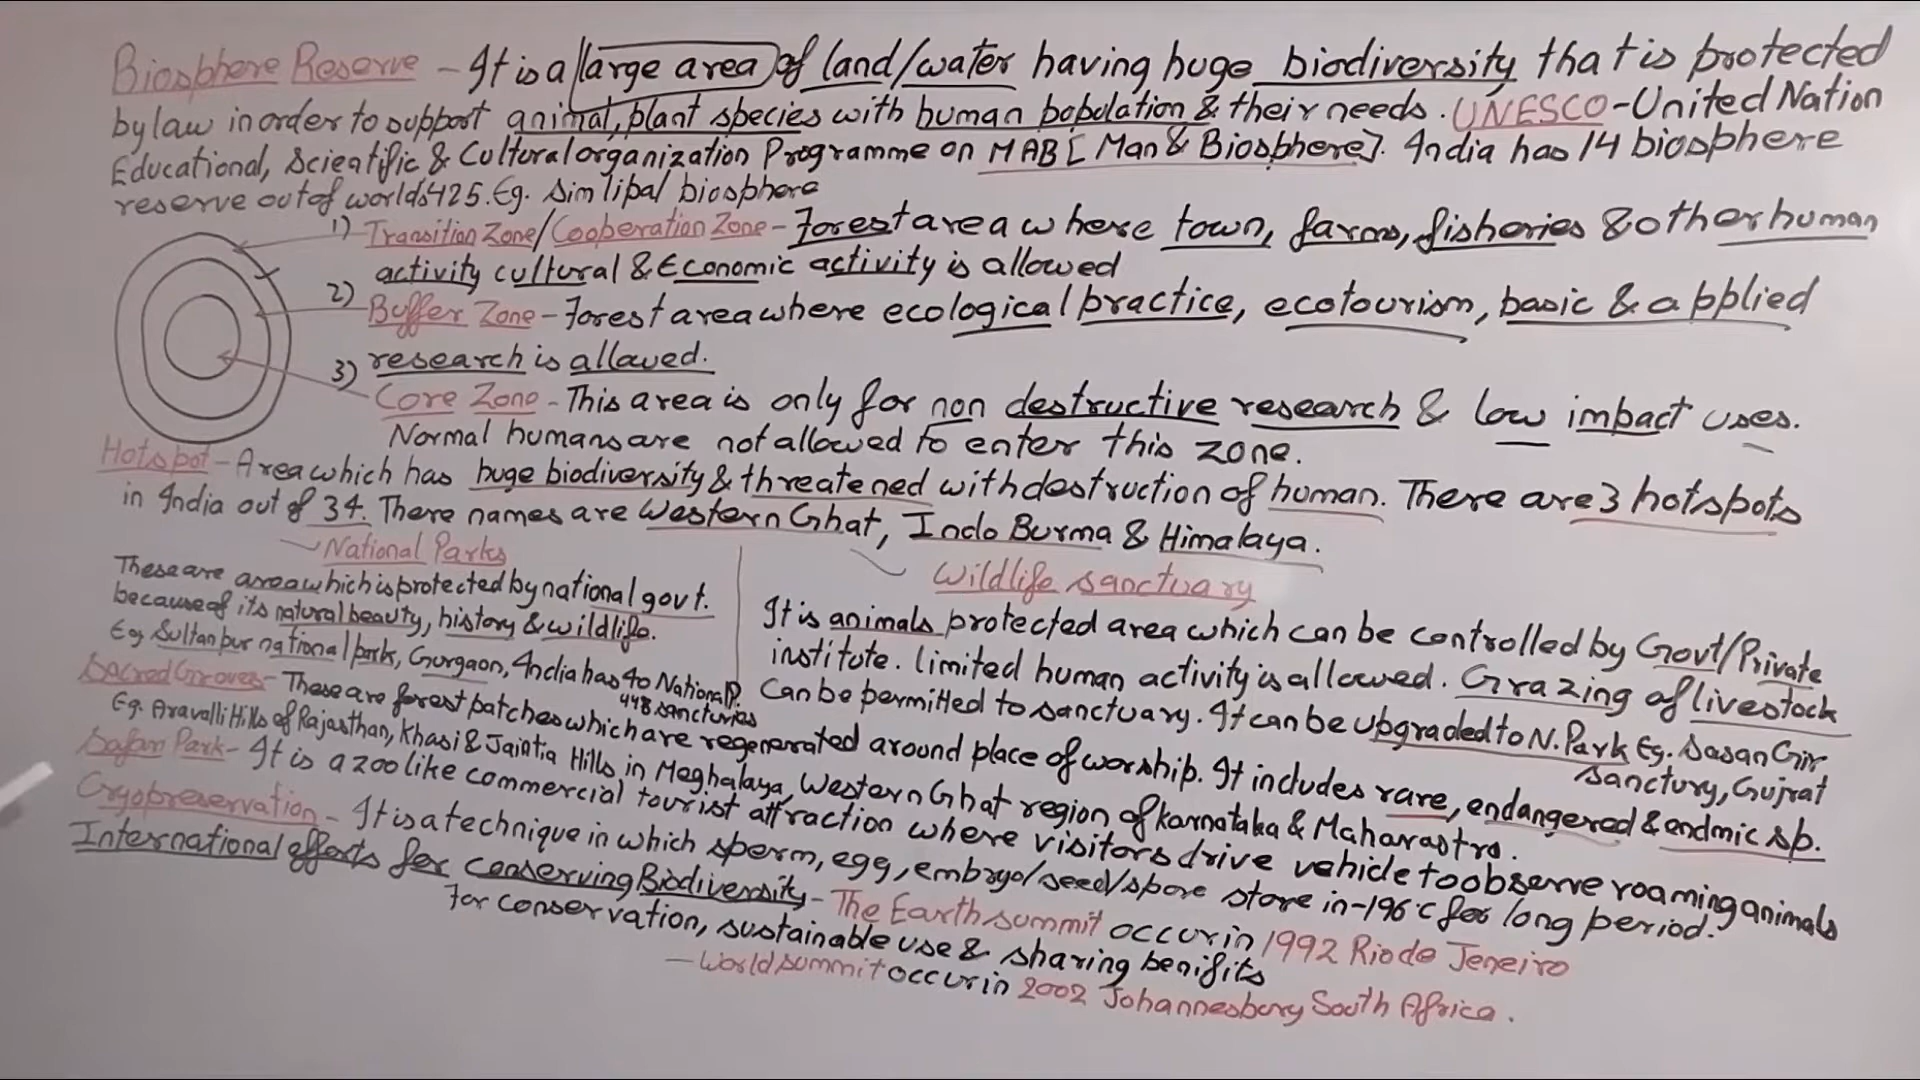 Biosphere Reserve - It is a large area of land/water having huge biodiversity that is protected
by law in order to support animal, plant species with human population & their needs. UNESCO - United Nation
Educational, Scientific & Cultural organization Programme on MAB [Man & Biosphere]. India has 14 biosphere
reserve out of worlds 425. Eg. Simlipal biosphere
1) Transition Zone/Cooperation Zone - Forest area where town, farms, fisheries & other human
activity cultural & Economic activity is allowed
2) Buffer Zone - Forest area where ecological practice, ecotourism, basic & applied
research is allowed.
3) Core Zone - This area is only for non destructive research & low impact uses.
Normal humans are not allowed to enter this zone.
Hotspot - Area which has huge biodiversity & threatened with destruction of human. There are 3 hotspots
in India out of 34. There names are Western Ghat, Indo Burma & Himalaya.
National Parks
These are area which is protected by national govt.
because of its natural beauty, history & wildlife.
Eg Sultanpur national park, Gurgaon, India has 40 National P.
448 sancturies
Wildlife Sanctuary
It is animals protected area which can be controlled by Govt/Private
institute. limited human activity is allowed. Grazing of livestock
Can be permitted to sanctuary. It can be upgraded to N. Park Eg. Sasan Gir
Sanctury, Gujrat
Sacred Groves - These are forest patches which are regenerated around place of worship. It includes rare, endangered & endmic sp.
Eg. Aravalli Hills of Rajasthan, Khasi & Jaintia Hills in Meghalaya, Western Ghat region of Karnataka & Maharastra.
Safari Park - It is a zoo like commercial tourist attraction where visitors drive vehicle to observe roaming animals
Cryopreservation - It is a technique in which sperm, egg, embryo/seed/spore store in -196°C for long period.
International efforts for conserving Biodiversity - The Earth summit occur in 1992 Rio de Jeneiro
For conservation, sustainable use & sharing benifits
- World summit occur in 2002 Johannesburg South Africa.